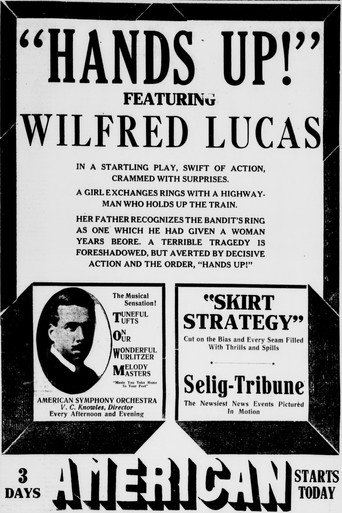 "HANDS UP!"
FEATURING
WILFRED LUCAS
IN A STARTLING PLAY, SWIFT OF ACTION,
CRAMMED WITH SURPRISES.
A GIRL EXCHANGES RINGS WITH A HIGHWAY-
MAN WHO HOLDS UP THE TRAIN.
HER FATHER RECOGNIZES THE BANDIT'S RING
AS ONE WHICH HE HAD GIVEN A WOMAN
YEARS BEORE. A TERRIBLE TRAGEDY IS
FORESHADOWED, BUT AVERTED BY DECISIVE
ACTION AND THE ORDER, "HANDS UP!"
The Musical
Sensation!
TUNEFUL
TUFTS
ON
OUR
WONDERFUL
WURLITZER
MELODY
MASTERS
"Music You Take Home
In Your Feet"
AMERICAN SYMPHONY ORCHESTRA
V. C. Knowles, Director
Every Afternoon and Evening
"SKIRT
STRATEGY"
Cut on the Bias and Every Seam Filled
With Thrills and Spills
Selig-Tribune
The Newsiest News Events Pictured
In Motion
3
DAYS
AMERICAN
STARTS
TODAY